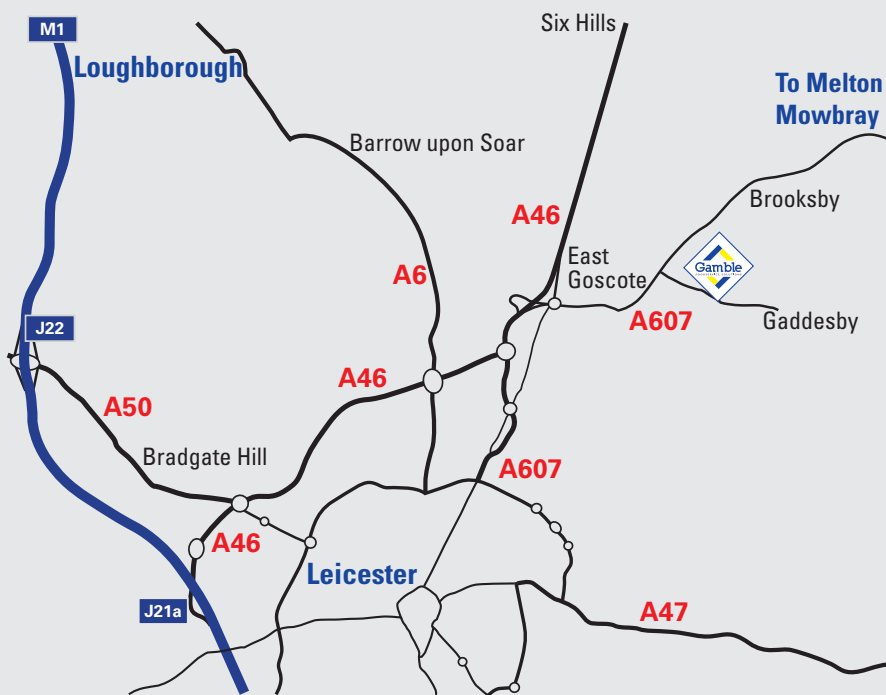 M1
Loughborough
Six Hills
To Melton
Mowbray
Barrow upon Soar
Brooksby
A46
A6
East
Goscote
Gamble
A607
Gaddesby
J22
A46
A50
Bradgate Hill
A607
A46
Leicester
J21a
A47